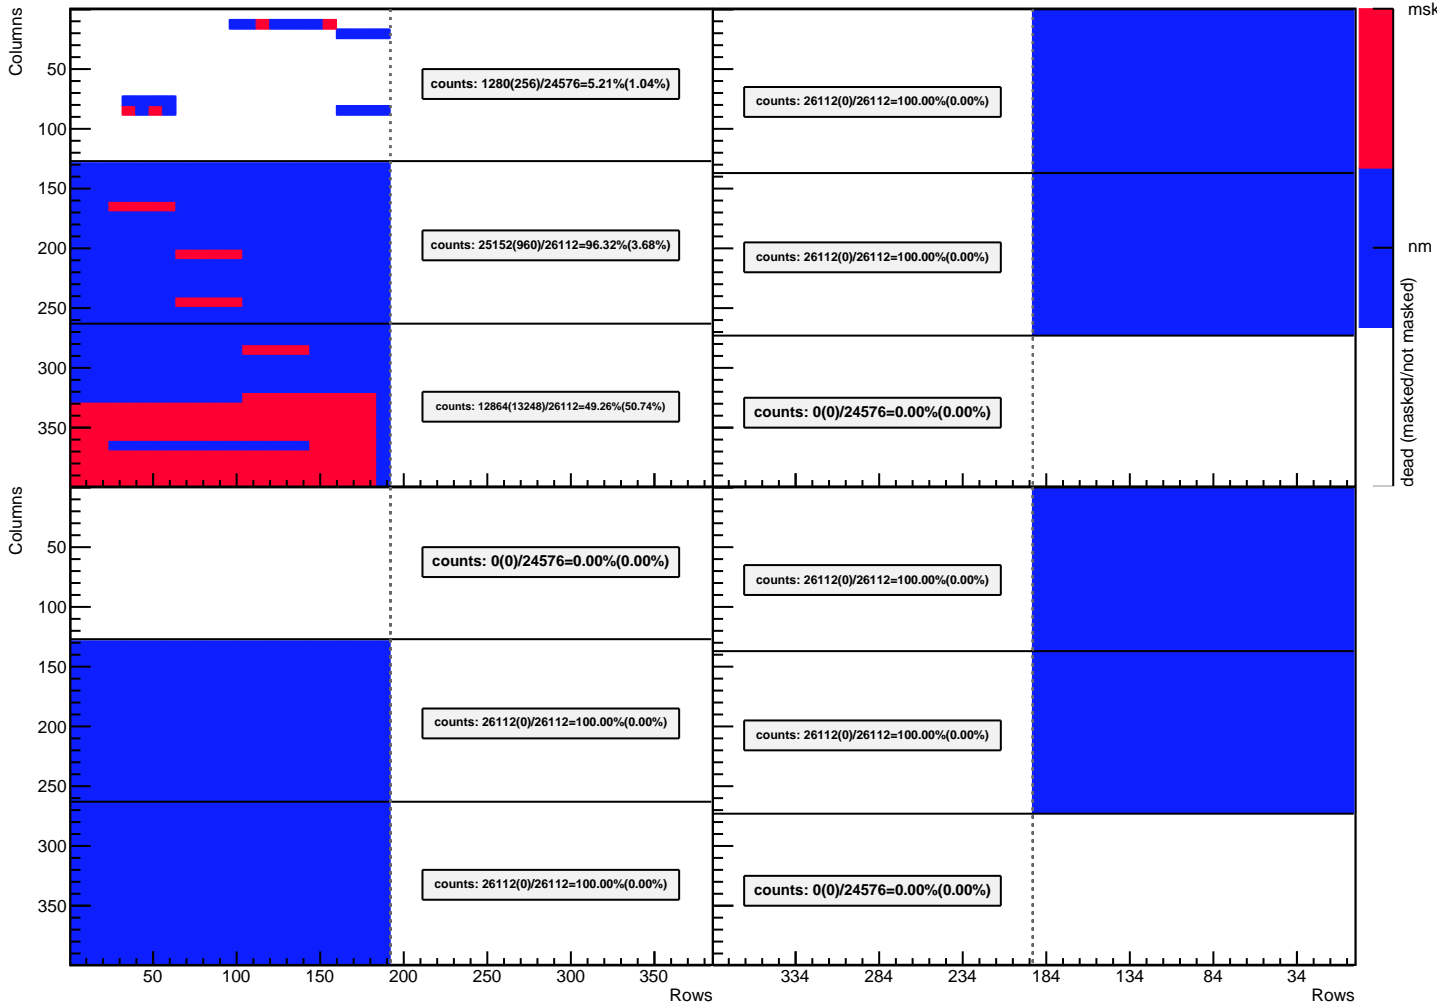 Columns
50
100
150
200
250
300
350
counts: 1280(256)/24576=5.21%(1.04%)
counts: 25152(960)/26112=96.32%(3.68%)
counts: 12864(13248)/26112=49.26%(50.74%)
50 100 150 200 250 300 350
counts: 26112(0)/26112=100.00%(0.00%)
counts: 26112(0)/26112=100.00%(0.00%)
counts: 0(0)/24576=0.00%(0.00%)
msk
nm
dead (masked/not masked)
Columns
50
100
150
200
250
300
350
counts: 0(0)/24576=0.00%(0.00%)
counts: 26112(0)/26112=100.00%(0.00%)
counts: 26112(0)/26112=100.00%(0.00%)
50 100 150 200 250 300 350
Rows
counts: 26112(0)/26112=100.00%(0.00%)
counts: 26112(0)/26112=100.00%(0.00%)
counts: 0(0)/24576=0.00%(0.00%)
334 284 234 184 134 84 34
Rows